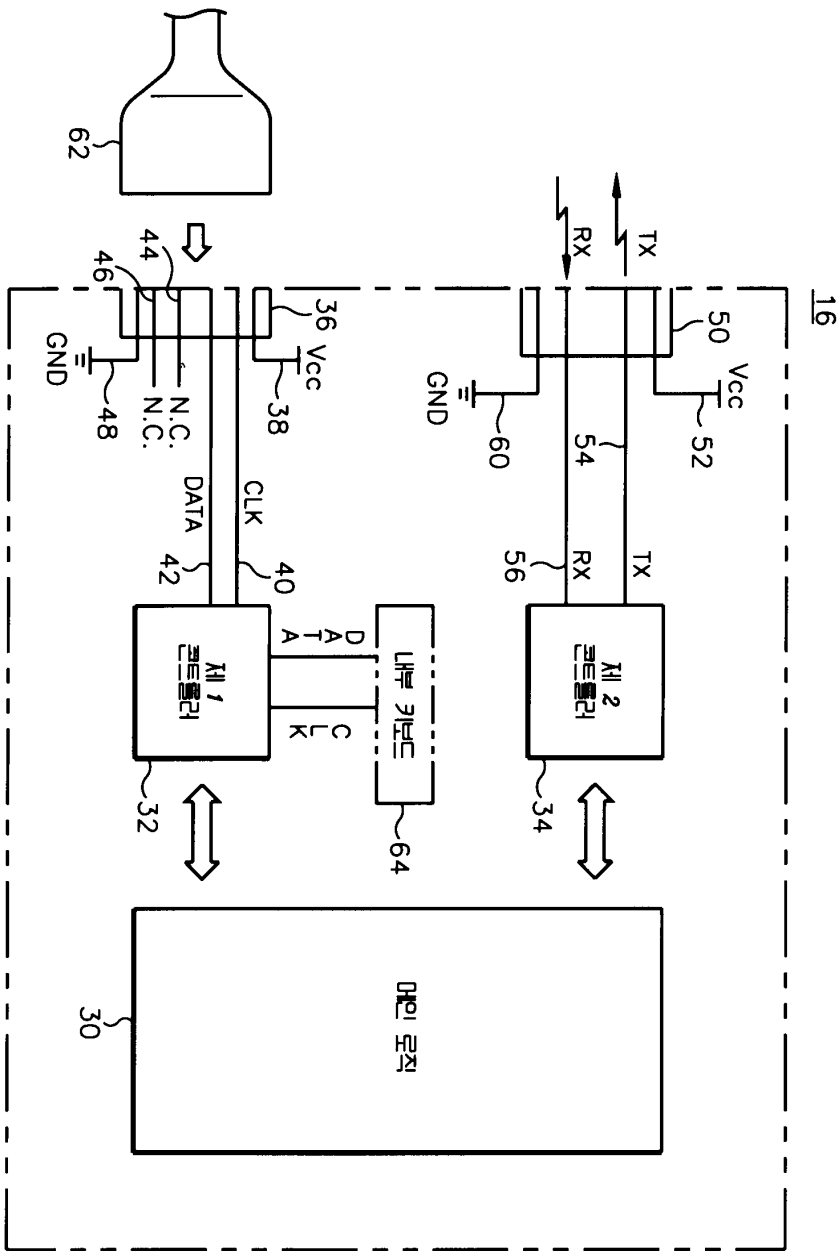 16
62
TX
RX
50
Vcc
52
GND
60
54
TX
56
RX
제 2
콘트롤러
34
44
46
36
Vcc
38
N.C.
N.C.
GND
48
CLK
40
DATA
42
제 1
콘트롤러
32
DATA
CLK
내부 키보드
64
메인 로직
30